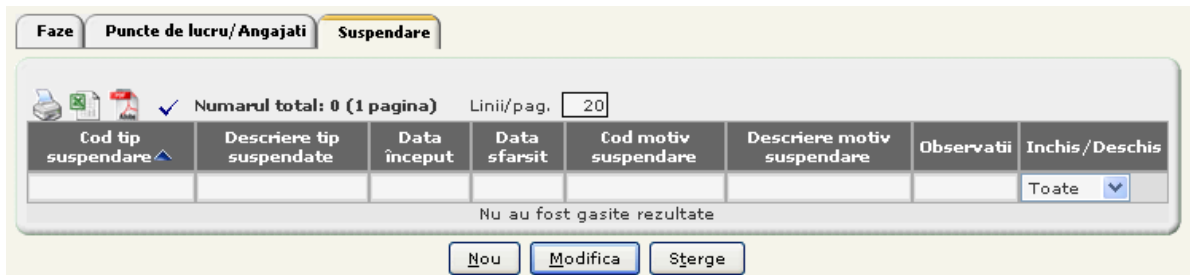 Faze Puncte de lucru/Angajati Suspendare
Numarul total: 0 (1 pagina) Linii/pag. 20
Cod tip suspendare Descriere tip suspendate Data început Data sfarsit Cod motiv suspendare Descriere motiv suspendare Observatii Inchis/Deschis
Toate
Nu au fost gasite rezultate
Nou Modifica Sterge